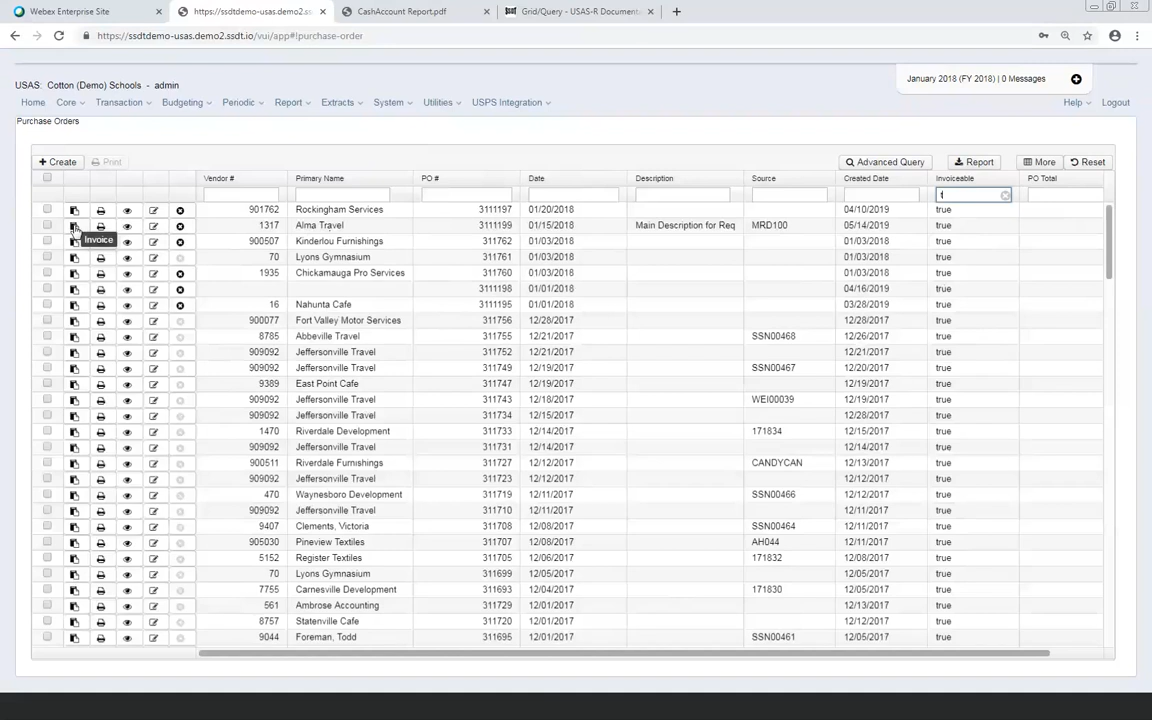 Webex Enterprise Site
https://ssdtdemo-usas.demo2.ss
CashAccount Report.pdf
Grid/Query - USAS-R Document
https://ssdtdemo-usas.demo2.ssdt.io/vui/app#!purchase-order
USAS: Cotton (Demo) Schools - admin
January 2018 (FY 2018) | 0 Messages
Home Core Transaction Budgeting Periodic Report Extracts System Utilities USPS Integration Help Logout
Purchase Orders
Create Print Advanced Query Report More Reset
Vendor # Primary Name PO # Date Description Source Created Date Invoiceable PO Total
t
901762 Rockingham Services 3111197 01/20/2018 04/10/2019 true
1317 Alma Travel 3111199 01/15/2018 Main Description for Req MRD100 05/14/2019 true
Invoice
900507 Kinderlou Furnishings 311762 01/03/2018 01/03/2018 true
70 Lyons Gymnasium 311761 01/03/2018 01/03/2018 true
1935 Chickamauga Pro Services 311760 01/03/2018 01/03/2018 true
3111198 01/01/2018 04/16/2019 true
16 Nahunta Cafe 3111195 01/01/2018 03/28/2019 true
900077 Fort Valley Motor Services 311756 12/28/2017 12/28/2017 true
8785 Abbeville Travel 311755 12/21/2017 SSN00468 12/26/2017 true
909092 Jeffersonville Travel 311752 12/21/2017 12/21/2017 true
909092 Jeffersonville Travel 311749 12/19/2017 SSN00467 12/20/2017 true
9389 East Point Cafe 311747 12/19/2017 12/19/2017 true
909092 Jeffersonville Travel 311743 12/18/2017 WEI00039 12/19/2017 true
909092 Jeffersonville Travel 311734 12/15/2017 12/28/2017 true
1470 Riverdale Development 311733 12/14/2017 171834 12/15/2017 true
909092 Jeffersonville Travel 311731 12/14/2017 12/14/2017 true
900511 Riverdale Furnishings 311727 12/12/2017 CANDYCAN 12/13/2017 true
909092 Jeffersonville Travel 311723 12/12/2017 12/12/2017 true
470 Waynesboro Development 311719 12/11/2017 SSN00466 12/12/2017 true
909092 Jeffersonville Travel 311710 12/11/2017 12/11/2017 true
9407 Clements, Victoria 311708 12/08/2017 SSN00464 12/11/2017 true
905030 Pineview Textiles 311707 12/08/2017 AH044 12/11/2017 true
5152 Register Textiles 311705 12/06/2017 171832 12/08/2017 true
70 Lyons Gymnasium 311699 12/05/2017 12/05/2017 true
7755 Carnesville Development 311693 12/04/2017 171830 12/05/2017 true
561 Ambrose Accounting 311729 12/01/2017 12/13/2017 true
8757 Statenville Cafe 311720 12/01/2017 12/12/2017 true
9044 Foreman, Todd 311695 12/01/2017 SSN00461 12/05/2017 true